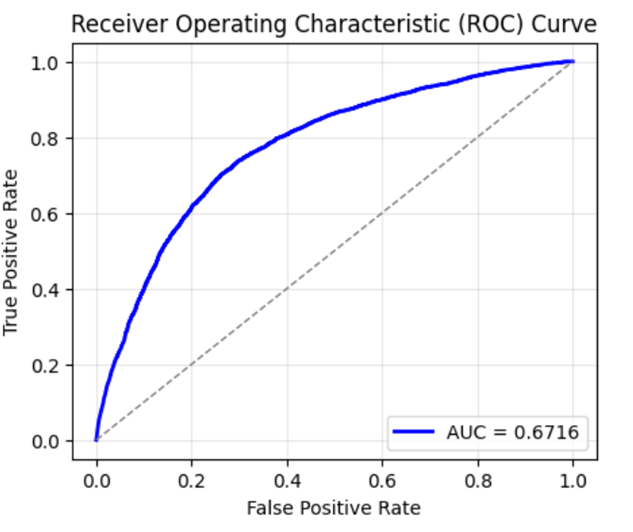 Receiver Operating Characteristic (ROC) Curve
True Positive Rate
1.0
0.8
0.6
0.4
0.2
0.0
AUC = 0.6716
0.0 0.2 0.4 0.6 0.8 1.0
False Positive Rate